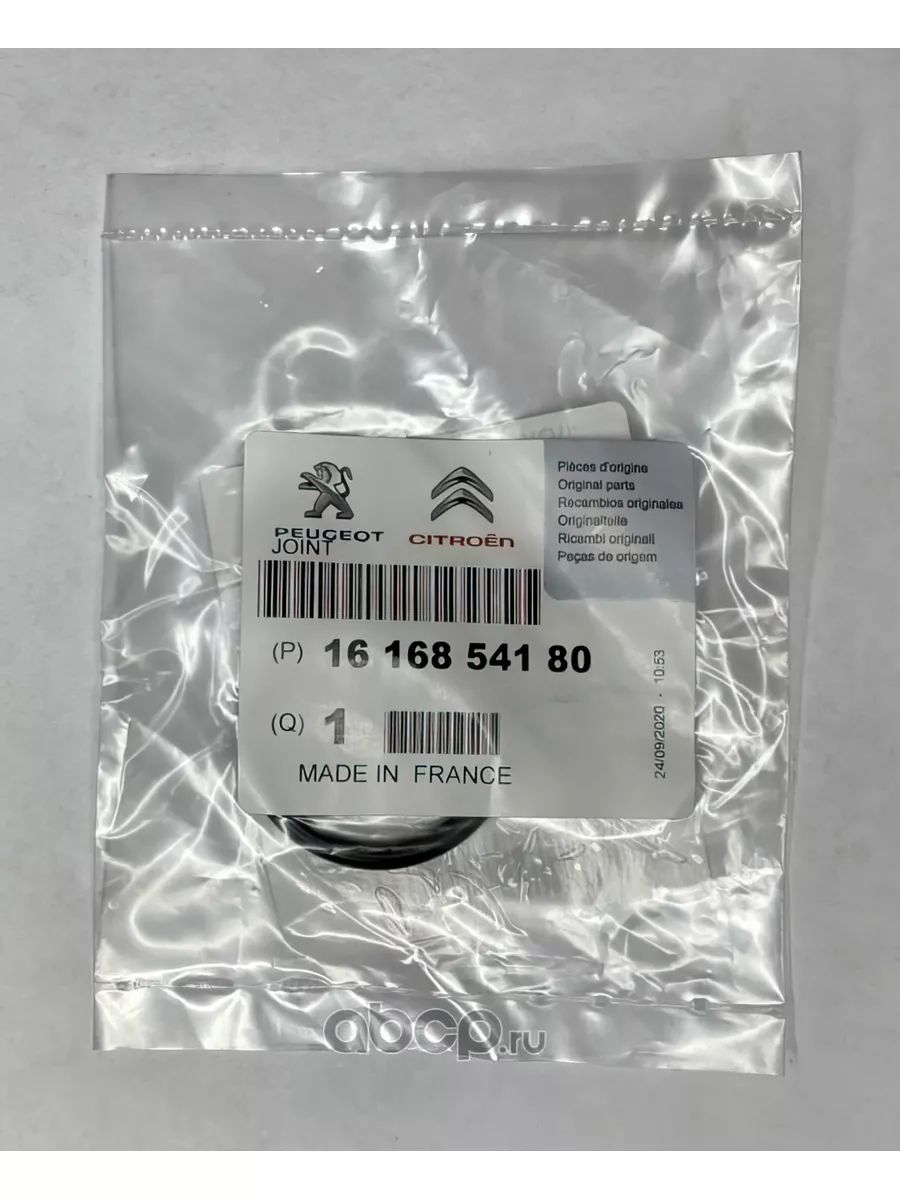 PEUGEOT
CITROËN
JOINT
Pièces d'origine
Original parts
Recambios originales
Originalteile
Ricambi originali
Peças de origem
(P) 16 168 541 80
(Q) 1
MADE IN FRANCE
24/09/2020 - 10:53
abcp.ru